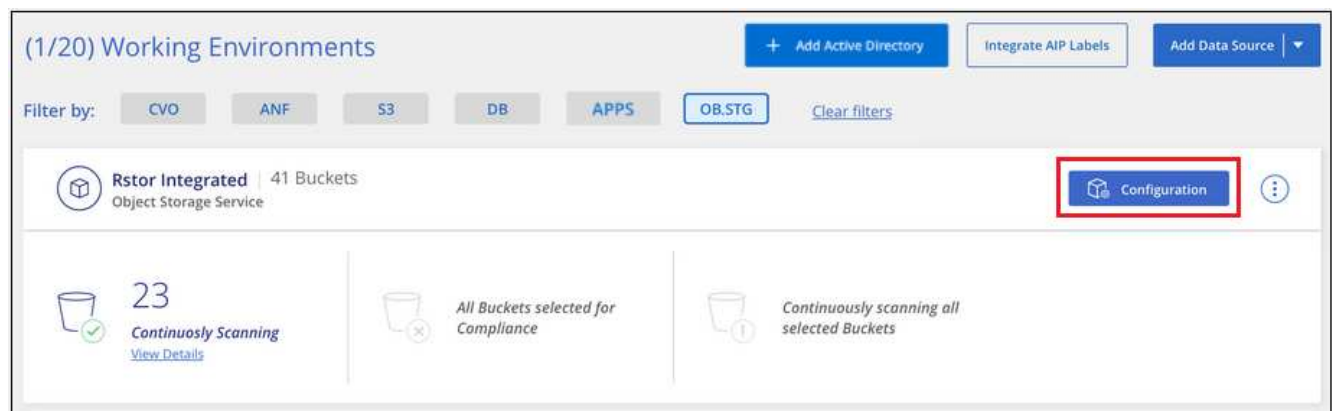 (1/20) Working Environments
+ Add Active Directory
Integrate AIP Labels
Add Data Source
Filter by: CVO ANF S3 DB APPS OB.STG Clear filters
Rstor Integrated | 41 Buckets
Object Storage Service
Configuration
23
Continuosly Scanning
View Details
All Buckets selected for
Compliance
Continuously scanning all
selected Buckets